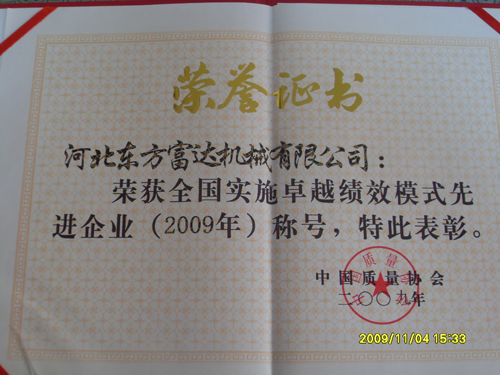 荣誉证书
河北东方富达机械有限公司：
荣获全国实施卓越绩效模式先
进企业（2009年）称号，特此表彰。
中国质量协会
二〇〇九年
2009/11/04 15:33